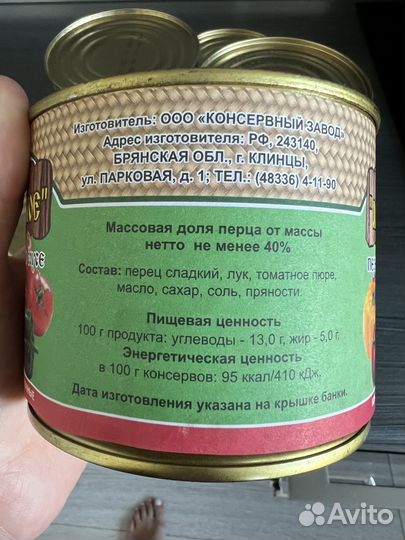 Изготовитель: ООО «КОНСЕРВНЫЙ ЗАВОД»
Адрес изготовителя: РФ, 243140,
БРЯНСКАЯ ОБЛ., г. КЛИНЦЫ,
ул. ПАРКОВАЯ, д. 1; ТЕЛ.: (48336) 4-11-90
Массовая доля перца от массы
нетто не менее 40%
Состав: перец сладкий, лук, томатное пюре,
масло, сахар, соль, пряности.
Пищевая ценность
100 г продукта: углеводы - 13,0 г, жир - 5,0 г.
Энергетическая ценность
в 100 г консервов: 95 ккал/410 кДж.
Дата изготовления указана на крышке банки.
Avito